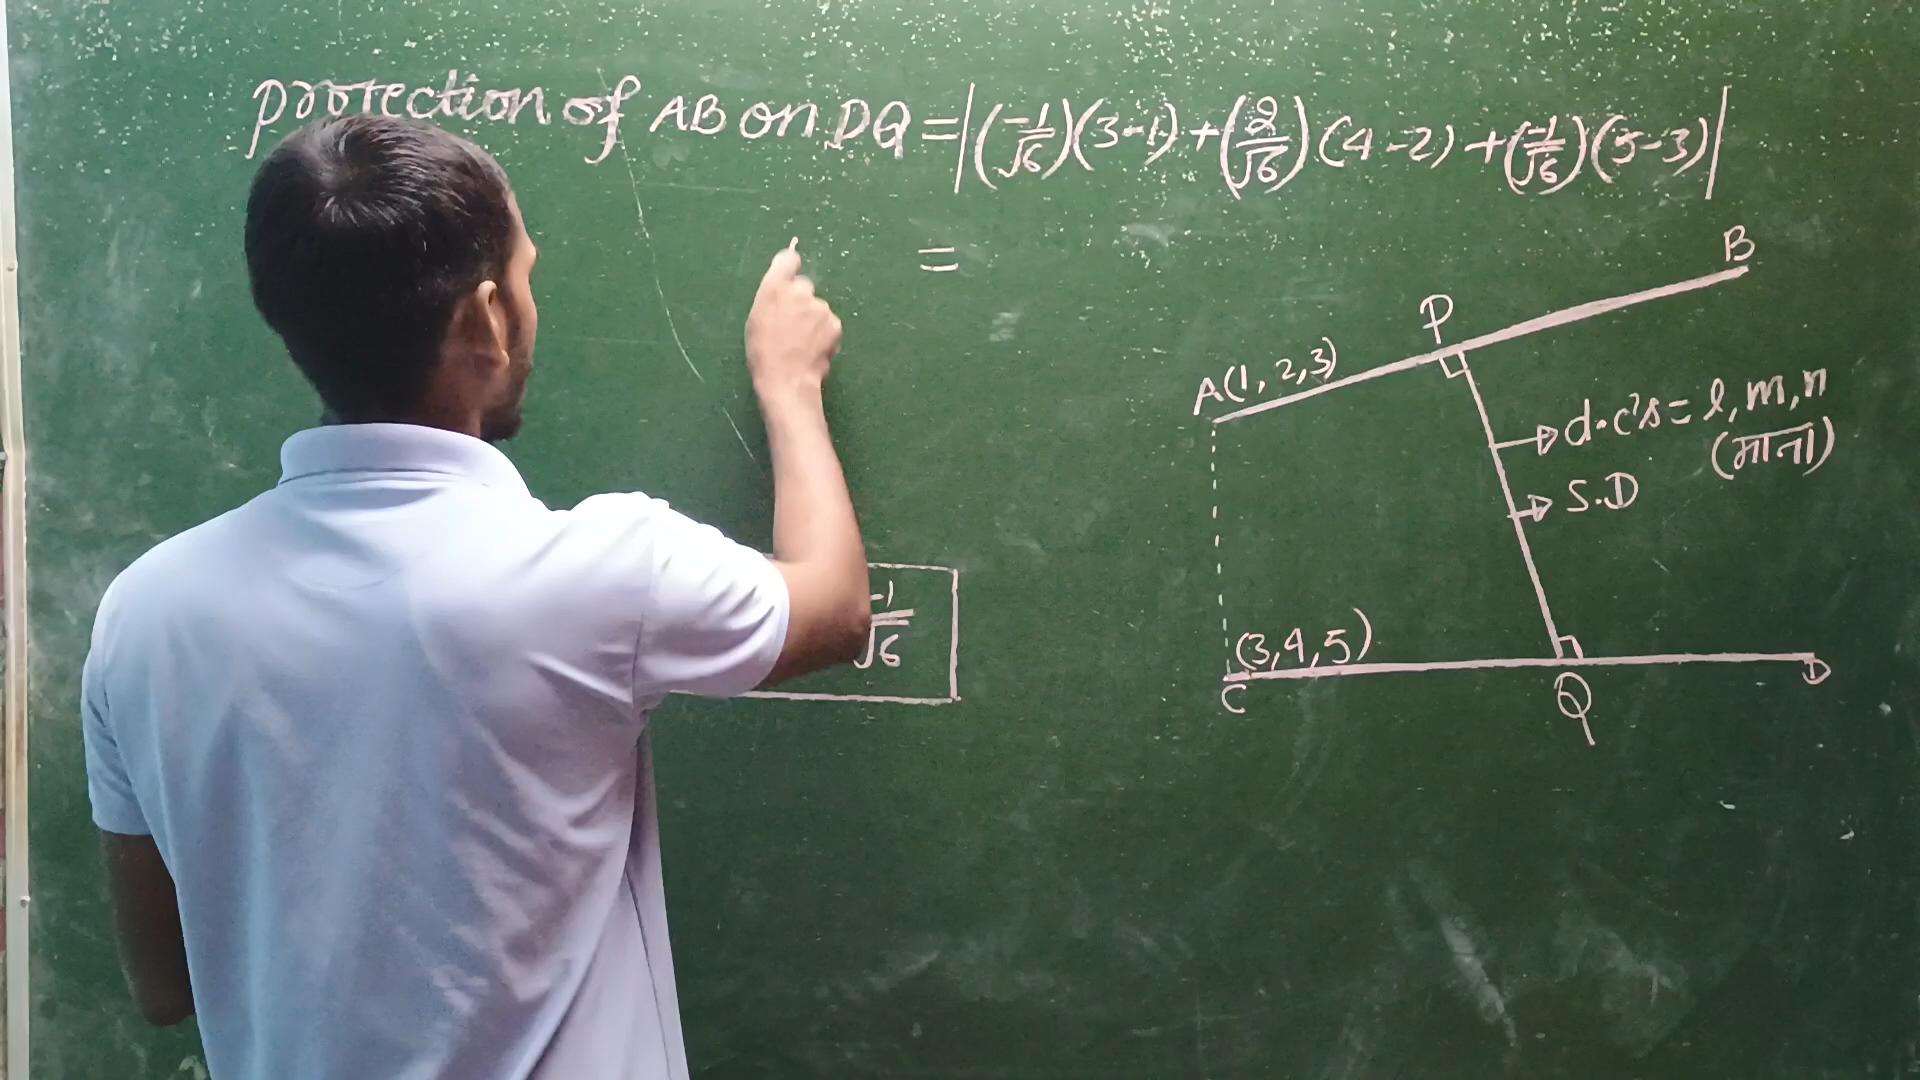 protection of AB on PQ = |(-1/√6)(3-1) + (2/√6)(4-2) + (-1/√6)(5-3)|
=
B
P
A(1, 2, 3)
d.c's = l, m, n
(माना)
S.D
-1/√6
(3, 4, 5)
C
Q
D